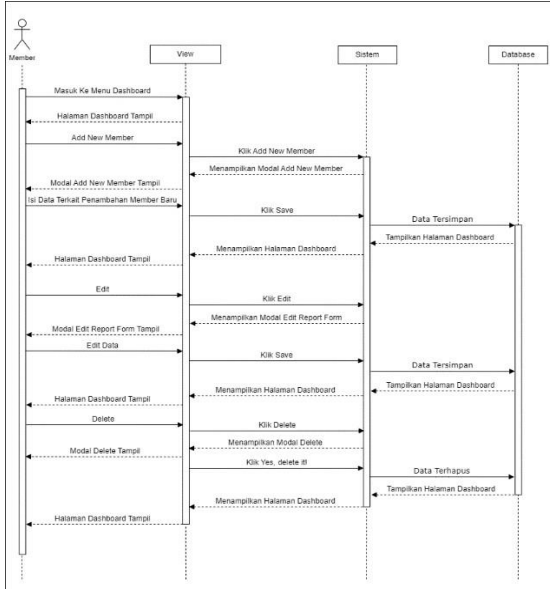 Member
View
Sistem
Database
Masuk Ke Menu Dashboard
Halaman Dashboard Tampil
Add New Member
Klik Add New Member
Menampilkan Modal Add New Member
Modal Add New Member Tampil
Isi Data Terkait Penambahan Member Baru
Klik Save
Data Tersimpan
Tampilkan Halaman Dashboard
Menampilkan Halaman Dashboard
Halaman Dashboard Tampil
Edit
Klik Edit
Menampilkan Modal Edit Report Form
Modal Edit Report Form Tampil
Edit Data
Klik Save
Data Tersimpan
Tampilkan Halaman Dashboard
Menampilkan Halaman Dashboard
Halaman Dashboard Tampil
Delete
Klik Delete
Menampilkan Modal Delete
Modal Delete Tampil
Klik Yes, delete it!
Data Terhapus
Tampilkan Halaman Dashboard
Menampilkan Halaman Dashboard
Halaman Dashboard Tampil